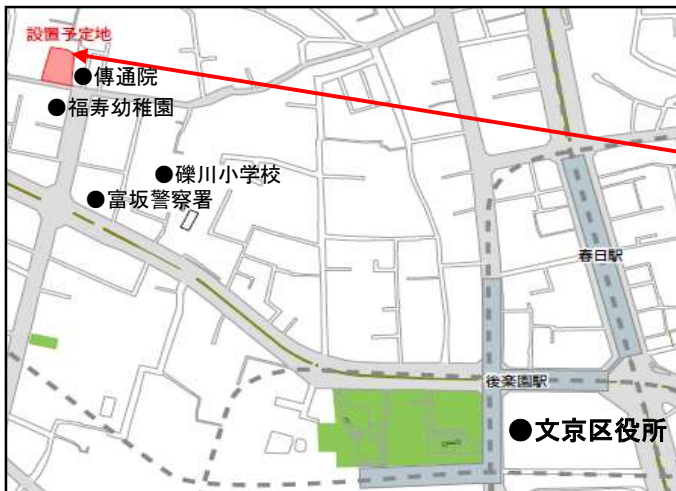 設置予定地
●傳通院
●福寿幼稚園
●礫川小学校
●富坂警察署
春日駅
後楽園駅
●文京区役所